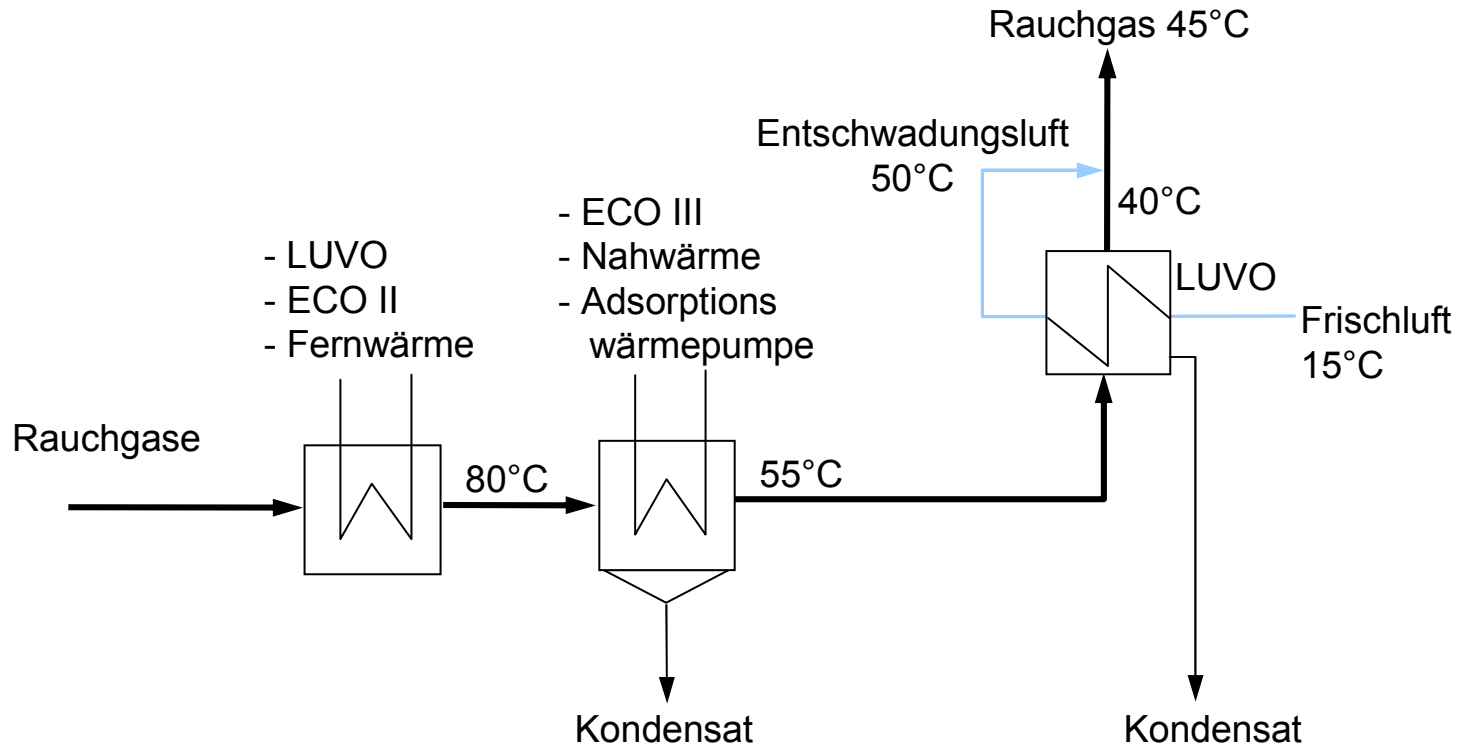 Rauchgas 45°C
Entschwadungsluft
50°C
40°C
- ECO III
- Nahwärme
- Adsorptions
wärmepumpe
- LUVO
- ECO II
- Fernwärme
LUVO
Frischluft
15°C
Rauchgase
80°C
55°C
Kondensat
Kondensat